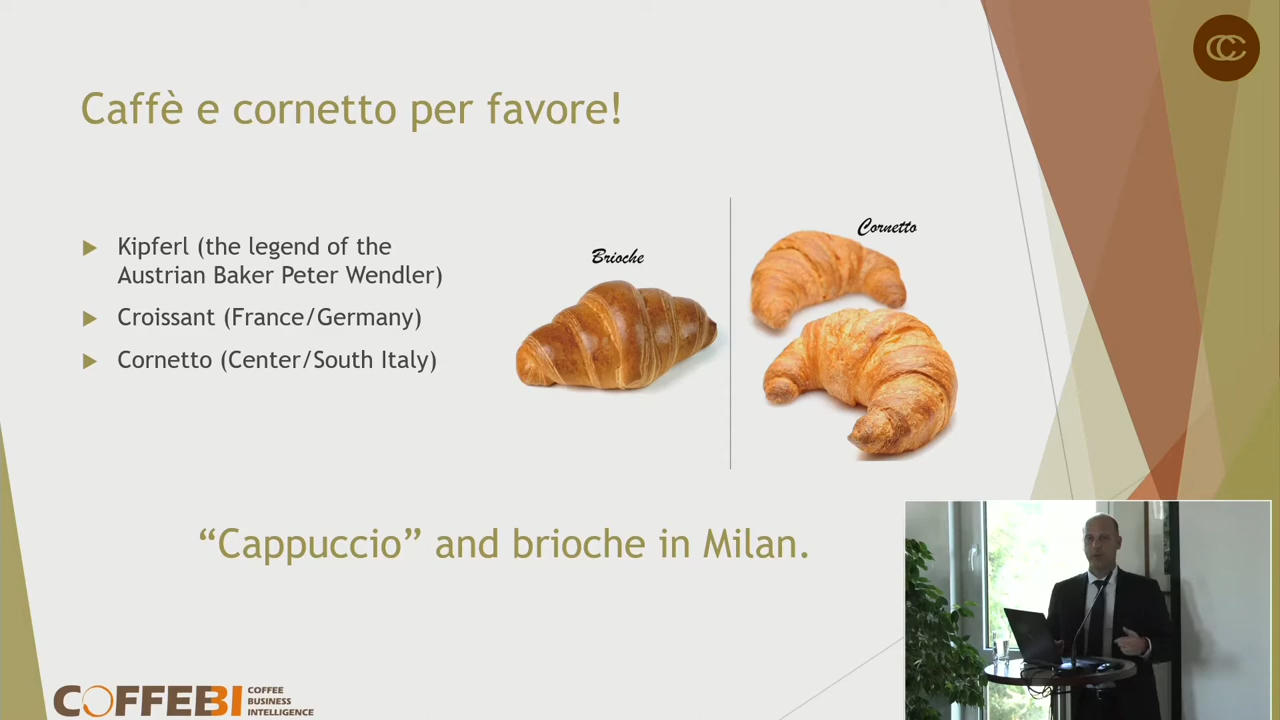 Caffè e cornetto per favore!
Kipferl (the legend of the
Austrian Baker Peter Wendler)
Croissant (France/Germany)
Cornetto (Center/South Italy)
Brioche
Cornetto
“Cappuccio” and brioche in Milan.
COFFEBI COFFEE
BUSINESS
INTELLIGENCE